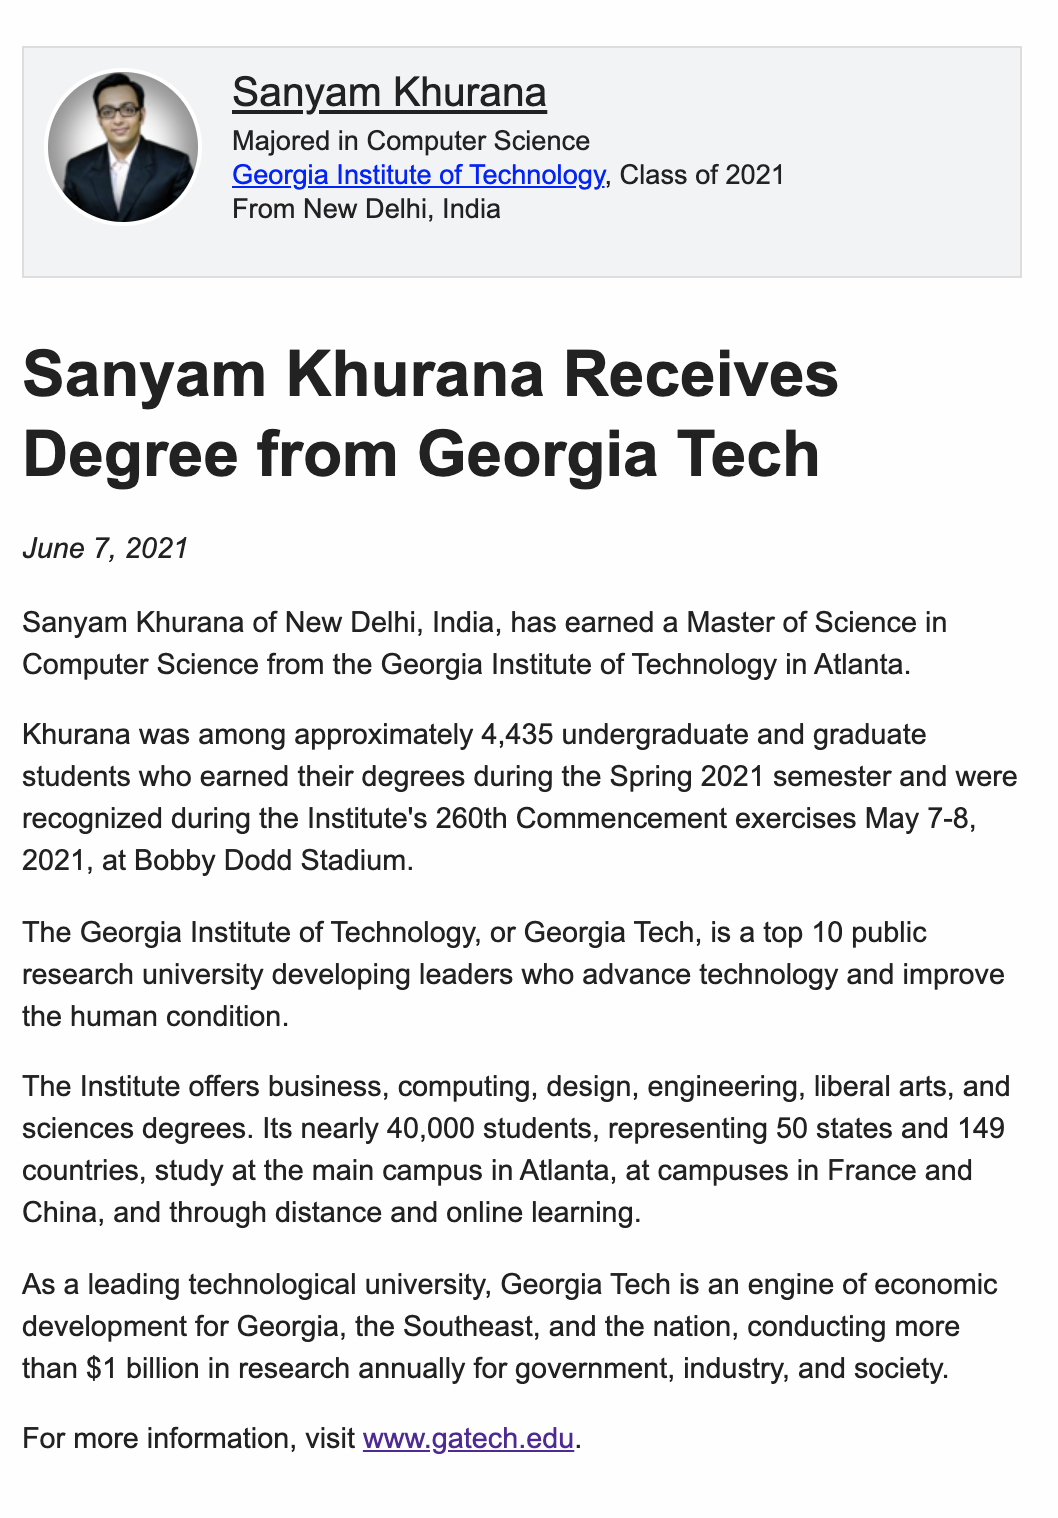 Sanyam Khurana
Majored in Computer Science
Georgia Institute of Technology, Class of 2021
From New Delhi, India
Sanyam Khurana Receives
Degree from Georgia Tech
June 7, 2021
Sanyam Khurana of New Delhi, India, has earned a Master of Science in
Computer Science from the Georgia Institute of Technology in Atlanta.
Khurana was among approximately 4,435 undergraduate and graduate
students who earned their degrees during the Spring 2021 semester and were
recognized during the Institute's 260th Commencement exercises May 7-8,
2021, at Bobby Dodd Stadium.
The Georgia Institute of Technology, or Georgia Tech, is a top 10 public
research university developing leaders who advance technology and improve
the human condition.
The Institute offers business, computing, design, engineering, liberal arts, and
sciences degrees. Its nearly 40,000 students, representing 50 states and 149
countries, study at the main campus in Atlanta, at campuses in France and
China, and through distance and online learning.
As a leading technological university, Georgia Tech is an engine of economic
development for Georgia, the Southeast, and the nation, conducting more
than $1 billion in research annually for government, industry, and society.
For more information, visit www.gatech.edu.